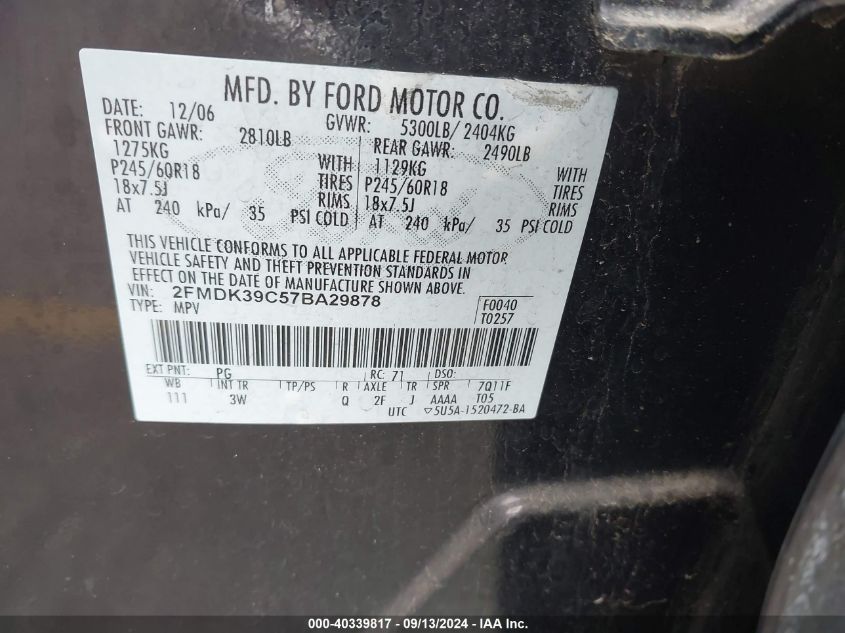 MFD. BY FORD MOTOR CO.
DATE: 12/06 GVWR: 5300LB/ 2404KG
FRONT GAWR: 2810LB REAR GAWR: 2490LB
1275KG WITH 1129KG WITH
P245/60R18 TIRES P245/60R18 TIRES
18x7.5J RIMS 18x7.5J RIMS
AT 240 kPa/ 35 PSI COLD AT 240 kPa/ 35 PSI COLD
THIS VEHICLE CONFORMS TO ALL APPLICABLE FEDERAL MOTOR
VEHICLE SAFETY AND THEFT PREVENTION STANDARDS IN
EFFECT ON THE DATE OF MANUFACTURE SHOWN ABOVE.
VIN: 2FMDK39C57BA29878 F0040
TYPE: MPV T0257
EXT PNT: PG RC: 71 DSO:
WB INT TR TP/PS R AXLE TR SPR 7Q11F
111 3W Q 2F J AAAA T05
UTC ▽5U5A-1520472-BA
000-40339817 - 09/13/2024 - IAA Inc.